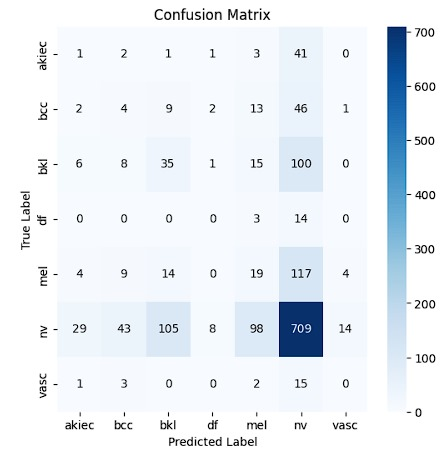 Confusion Matrix
akiec 1 2 1 1 3 41 0
bcc 2 4 9 2 13 46 1
bkl 6 8 35 1 15 100 0
df 0 0 0 0 3 14 0
mel 4 9 14 0 19 117 4
nv 29 43 105 8 98 709 14
vasc 1 3 0 0 2 15 0
akiec bcc bkl df mel nv vasc
Predicted Label
True Label
700
600
500
400
300
200
100
0